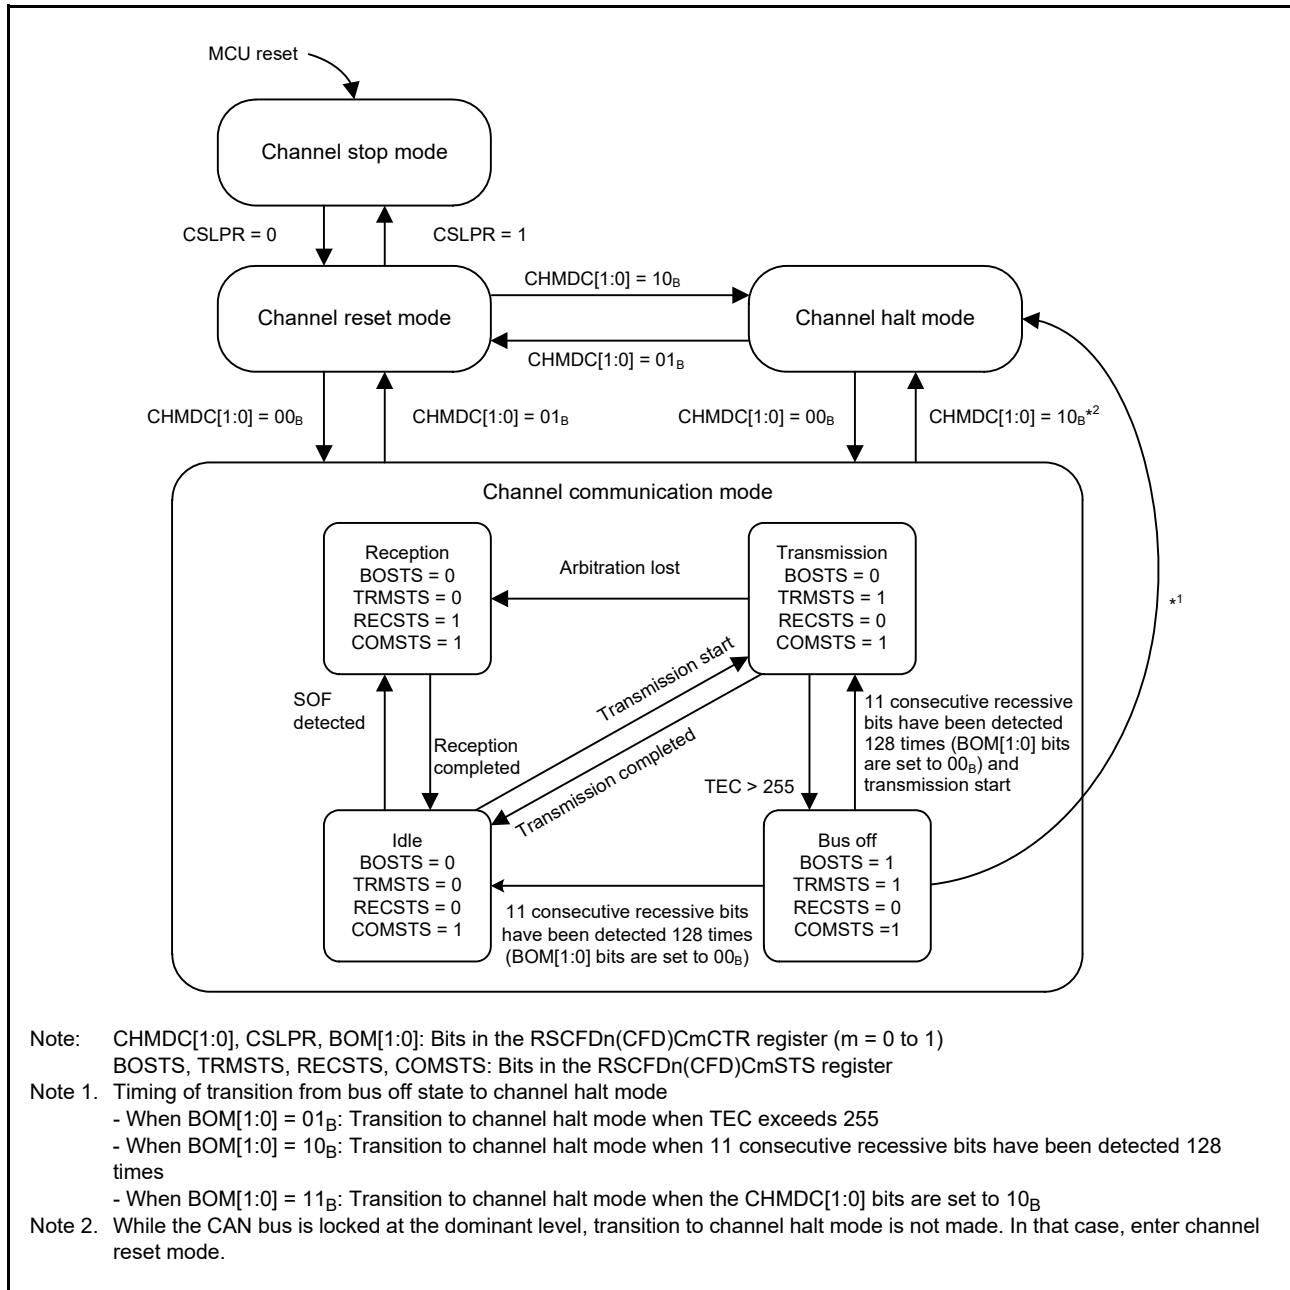 MCU reset
Channel stop mode
CSLPR = 0
CSLPR = 1
CHMDC[1:0] = 10B
Channel reset mode
Channel halt mode
CHMDC[1:0] = 01B
CHMDC[1:0] = 00B
CHMDC[1:0] = 01B
CHMDC[1:0] = 00B
CHMDC[1:0] = 10B*2
Channel communication mode
Reception
BOSTS = 0
TRMSTS = 0
RECSTS = 1
COMSTS = 1
Arbitration lost
Transmission
BOSTS = 0
TRMSTS = 1
RECSTS = 0
COMSTS = 1
*1
SOF
detected
Reception
completed
Transmission start
Transmission completed
TEC > 255
11 consecutive recessive
bits have been detected
128 times (BOM[1:0] bits
are set to 00B) and
transmission start
Idle
BOSTS = 0
TRMSTS = 0
RECSTS = 0
COMSTS = 1
11 consecutive recessive bits
have been detected 128 times
(BOM[1:0] bits are set to 00B)
Bus off
BOSTS = 1
TRMSTS = 1
RECSTS = 0
COMSTS =1
Note: CHMDC[1:0], CSLPR, BOM[1:0]: Bits in the RSCFDn(CFD)CmCTR register (m = 0 to 1)
BOSTS, TRMSTS, RECSTS, COMSTS: Bits in the RSCFDn(CFD)CmSTS register
Note 1. Timing of transition from bus off state to channel halt mode
- When BOM[1:0] = 01B: Transition to channel halt mode when TEC exceeds 255
- When BOM[1:0] = 10B: Transition to channel halt mode when 11 consecutive recessive bits have been detected 128
times
- When BOM[1:0] = 11B: Transition to channel halt mode when the CHMDC[1:0] bits are set to 10B
Note 2. While the CAN bus is locked at the dominant level, transition to channel halt mode is not made. In that case, enter channel
reset mode.